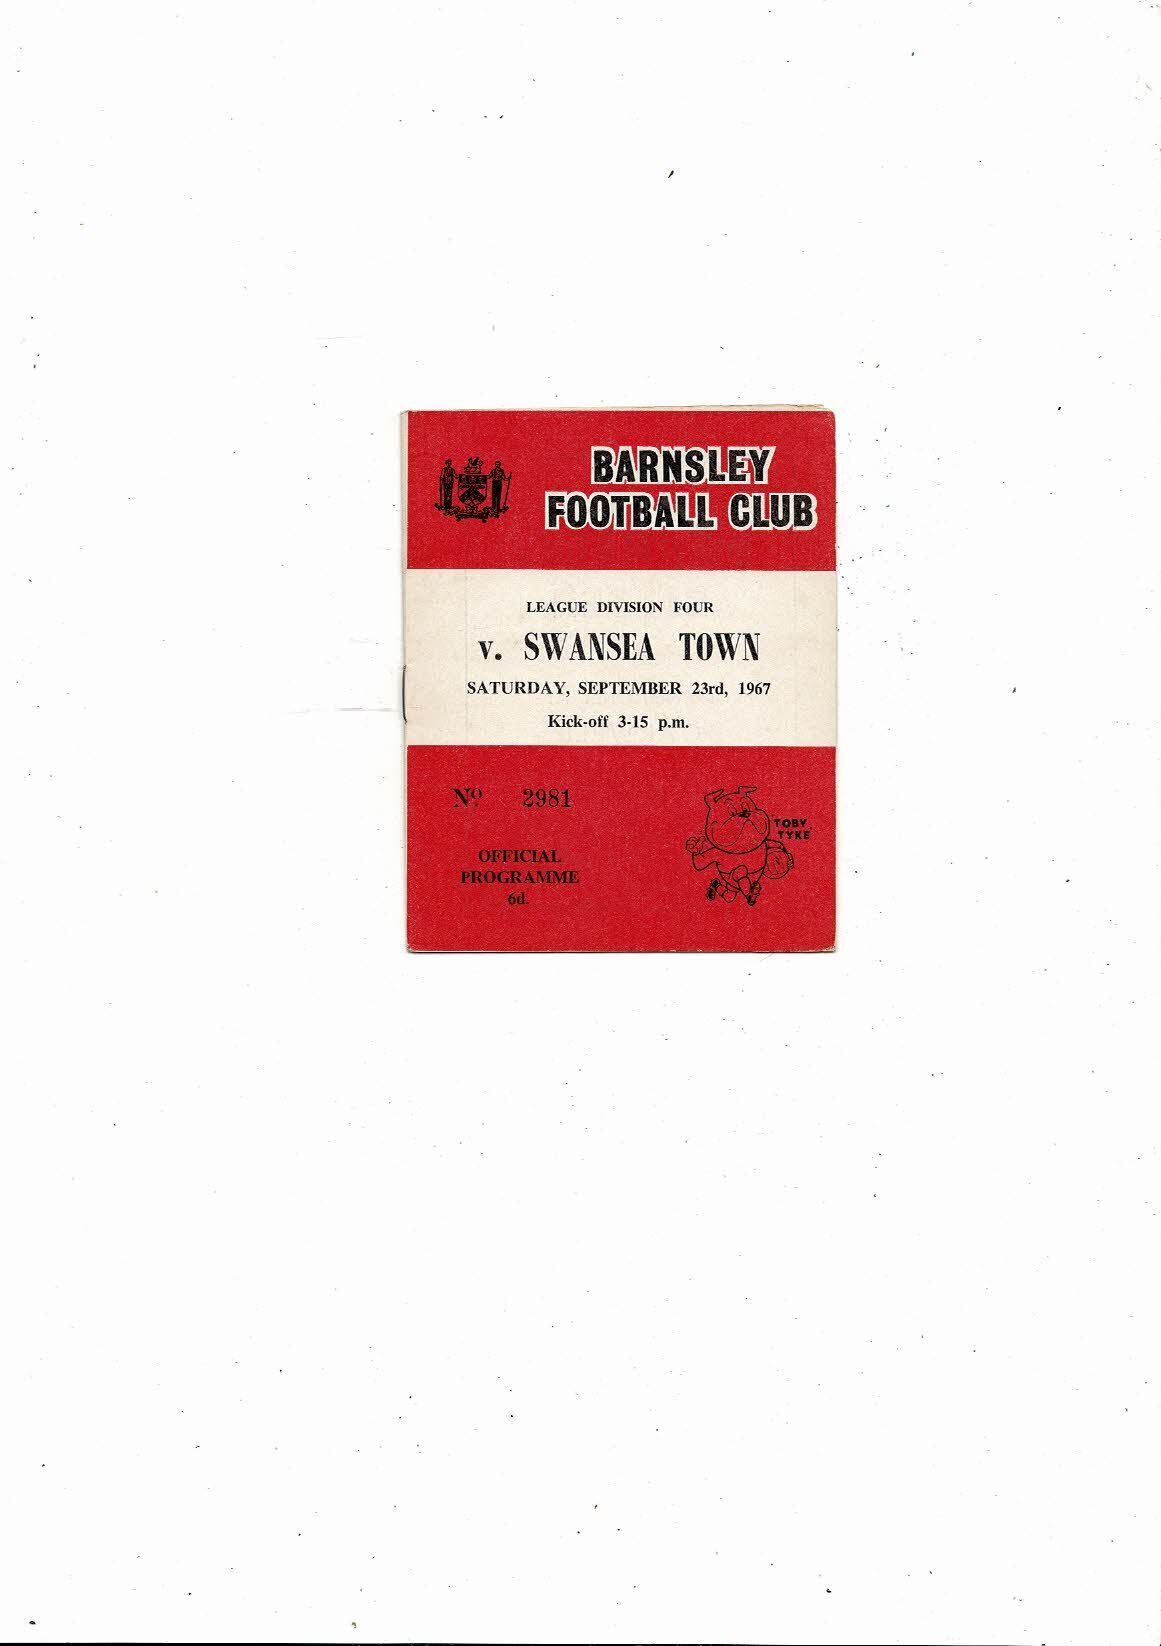 BARNSLEY
FOOTBALL CLUB
LEAGUE DIVISION FOUR
v. SWANSEA TOWN
SATURDAY, SEPTEMBER 23rd, 1967
Kick-off 3-15 p.m.
Nº 2981
TOBY
TYKE
OFFICIAL
PROGRAMME
6d.